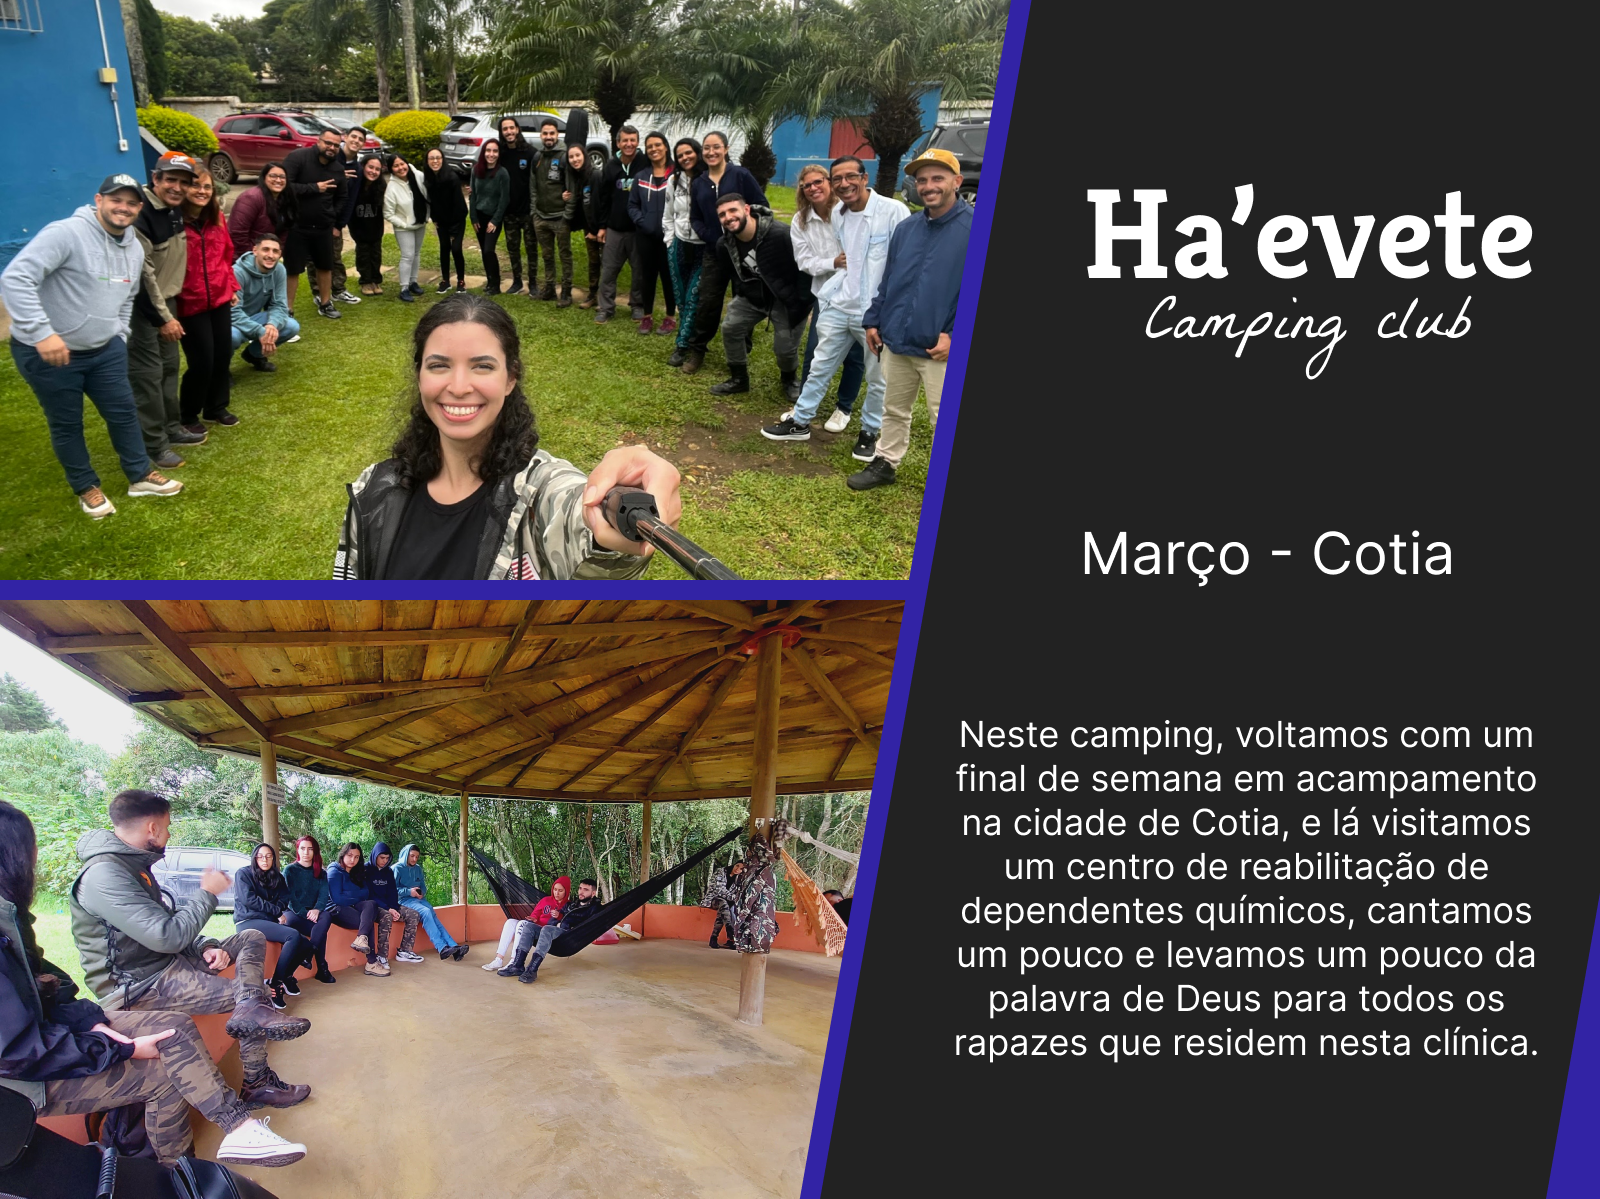 Ha’evete
Camping club
Março - Cotia
Neste camping, voltamos com um
final de semana em acampamento
na cidade de Cotia, e lá visitamos
um centro de reabilitação de
dependentes químicos, cantamos
um pouco e levamos um pouco da
palavra de Deus para todos os
rapazes que residem nesta clínica.